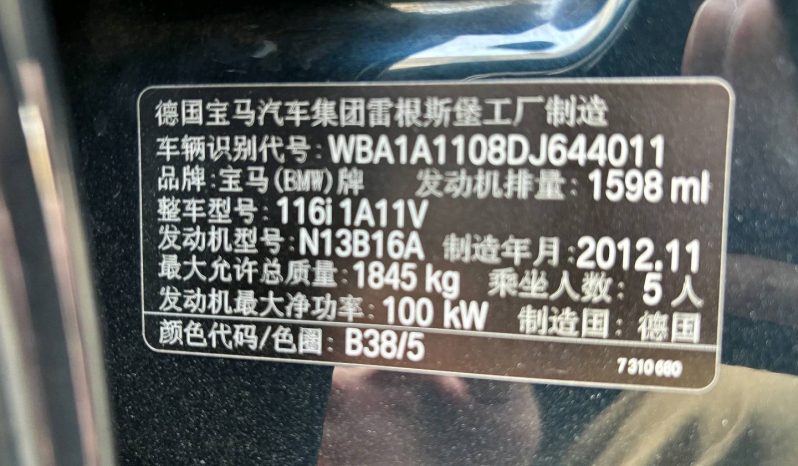 德国宝马汽车集团雷根斯堡工厂制造
车辆识别代号: WBA1A1108DJ644011
品牌:宝马(BMW)牌 发动机排量: 1598 ml
整车型号: 116i 1A11V
发动机型号: N13B16A 制造年月: 2012.11
最大允许总质量: 1845 kg 乘坐人数: 5 人
发动机最大净功率: 100 kW 制造国: 德国
颜色代码/色圈: B38/5
7310680